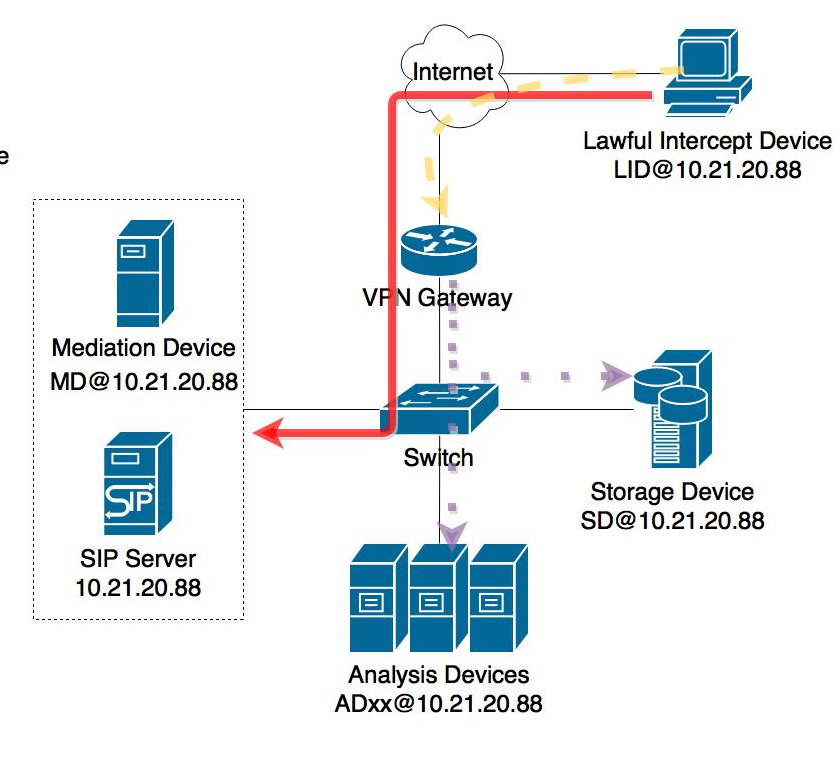 Internet
Lawful Intercept Device
LID@10.21.20.88
e
VPN Gateway
Mediation Device
MD@10.21.20.88
Switch
SIP
SIP Server
10.21.20.88
Storage Device
SD@10.21.20.88
Analysis Devices
ADxx@10.21.20.88